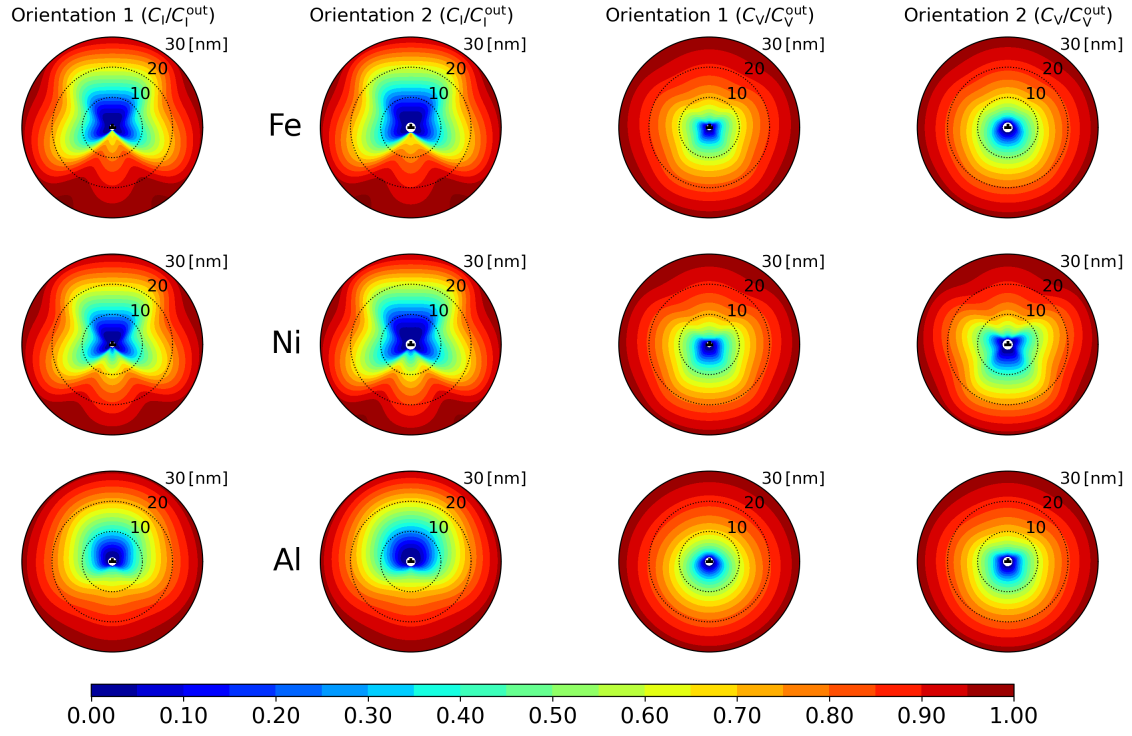 Orientation 1 (C_I/C_I^out) Orientation 2 (C_I/C_I^out) Orientation 1 (C_V/C_V^out) Orientation 2 (C_V/C_V^out)
30 [nm] 30 [nm] 30 [nm] 30 [nm]
20 20 20 20
10 10 10 10
Fe
30 [nm] 30 [nm] 30 [nm] 30 [nm]
20 20 20 20
10 10 10 10
Ni
30 [nm] 30 [nm] 30 [nm] 30 [nm]
20 20 20 20
10 10 10 10
Al
0.00 0.10 0.20 0.30 0.40 0.50 0.60 0.70 0.80 0.90 1.00